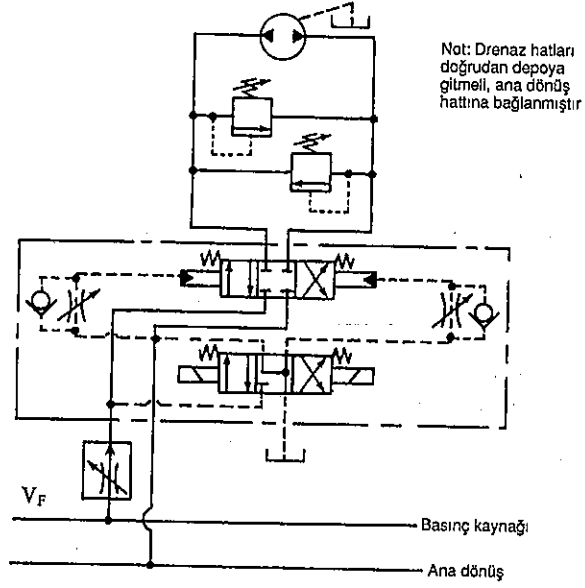 Not: Drenaz hatları
doğrudan depoya
gitmeli, ana dönüş
hattına bağlanmıştır
V_F
Basınç kaynağı
Ana dönüş